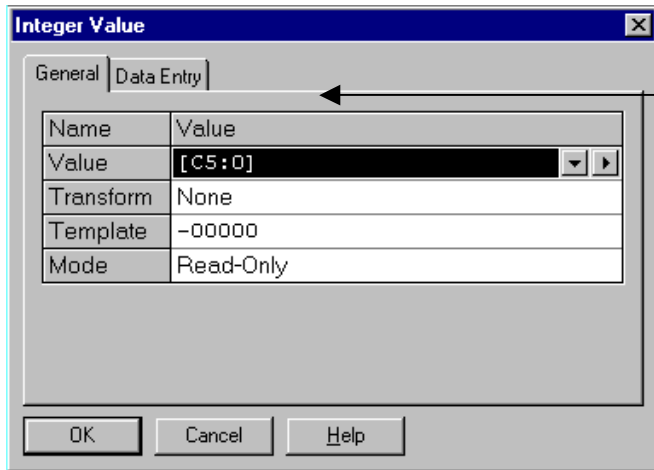 Integer Value
General Data Entry
Name Value
Value [C5:0]
Transform None
Template -00000
Mode Read-Only
OK Cancel Help